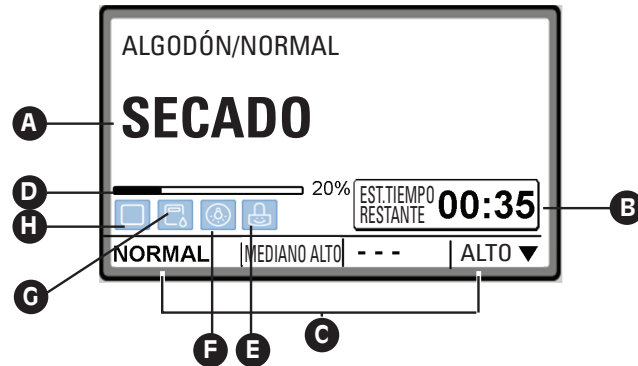 ALGODÓN/NORMAL
A
SECADO
D
20%
EST.TIEMPO
RESTANTE
00:35
B
H
NORMAL
MEDIANO ALTO
- - -
ALTO ▼
G
F
E
C